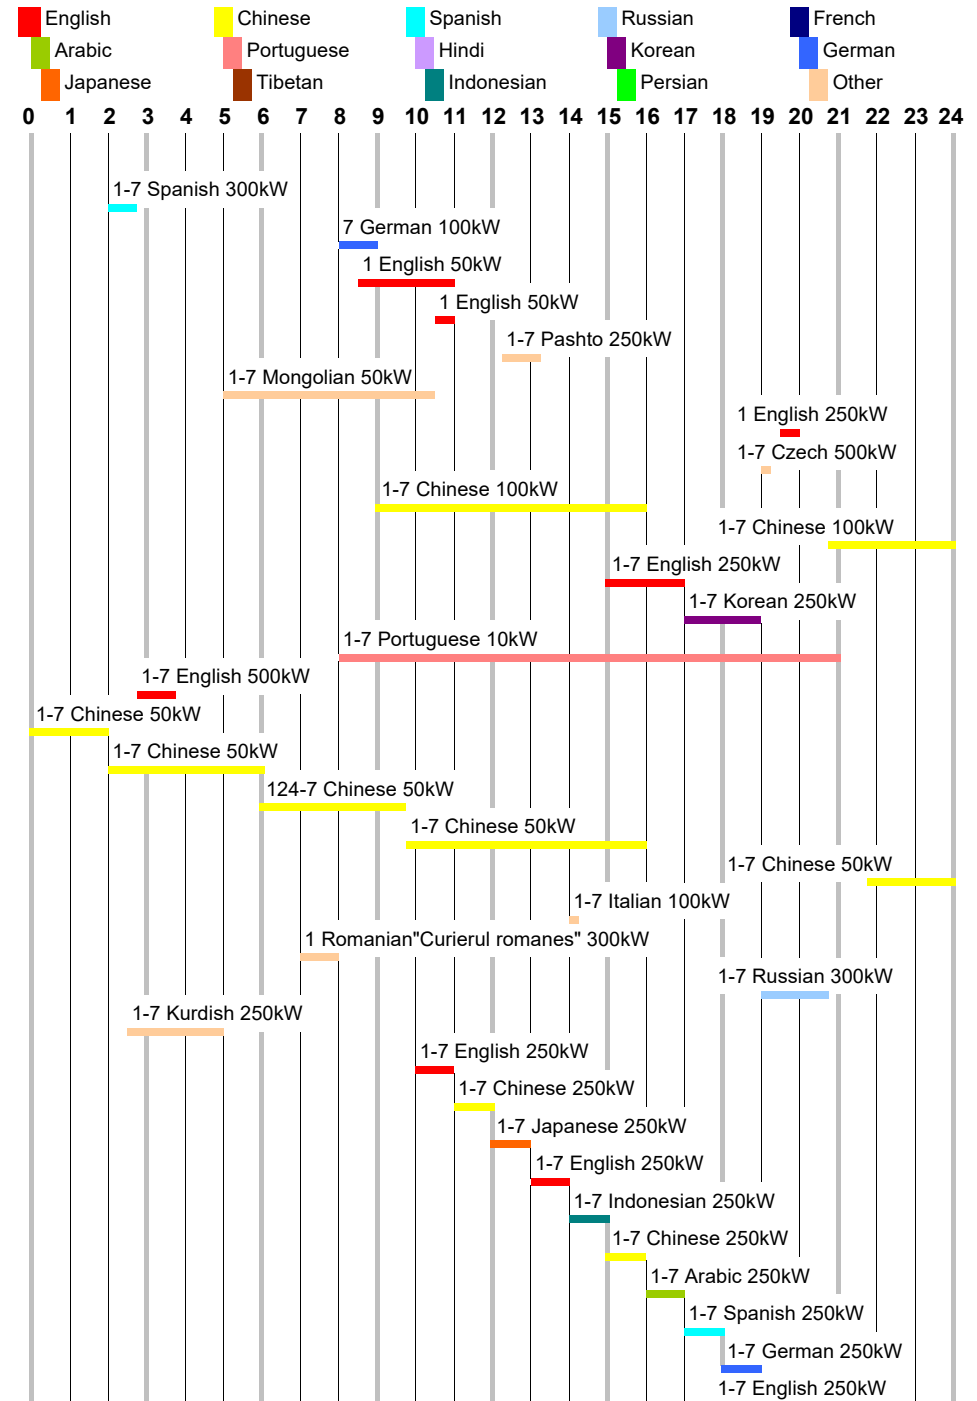 English Chinese Spanish Russian French
Arabic Portuguese Hindi Korean German
Japanese Tibetan Indonesian Persian Other
0 1 2 3 4 5 6 7 8 9 10 11 12 13 14 15 16 17 18 19 20 21 22 23 24
1-7 Spanish 300kW
7 German 100kW
1 English 50kW
1 English 50kW
1-7 Pashto 250kW
1-7 Mongolian 50kW
1 English 250kW
1-7 Czech 500kW
1-7 Chinese 100kW
1-7 Chinese 100kW
1-7 English 250kW
1-7 Korean 250kW
1-7 Portuguese 10kW
1-7 English 500kW
1-7 Chinese 50kW
1-7 Chinese 50kW
124-7 Chinese 50kW
1-7 Chinese 50kW
1-7 Chinese 50kW
1-7 Italian 100kW
1 Romanian"Curierul romanes" 300kW
1-7 Russian 300kW
1-7 Kurdish 250kW
1-7 English 250kW
1-7 Chinese 250kW
1-7 Japanese 250kW
1-7 English 250kW
1-7 Indonesian 250kW
1-7 Chinese 250kW
1-7 Arabic 250kW
1-7 Spanish 250kW
1-7 German 250kW
1-7 English 250kW